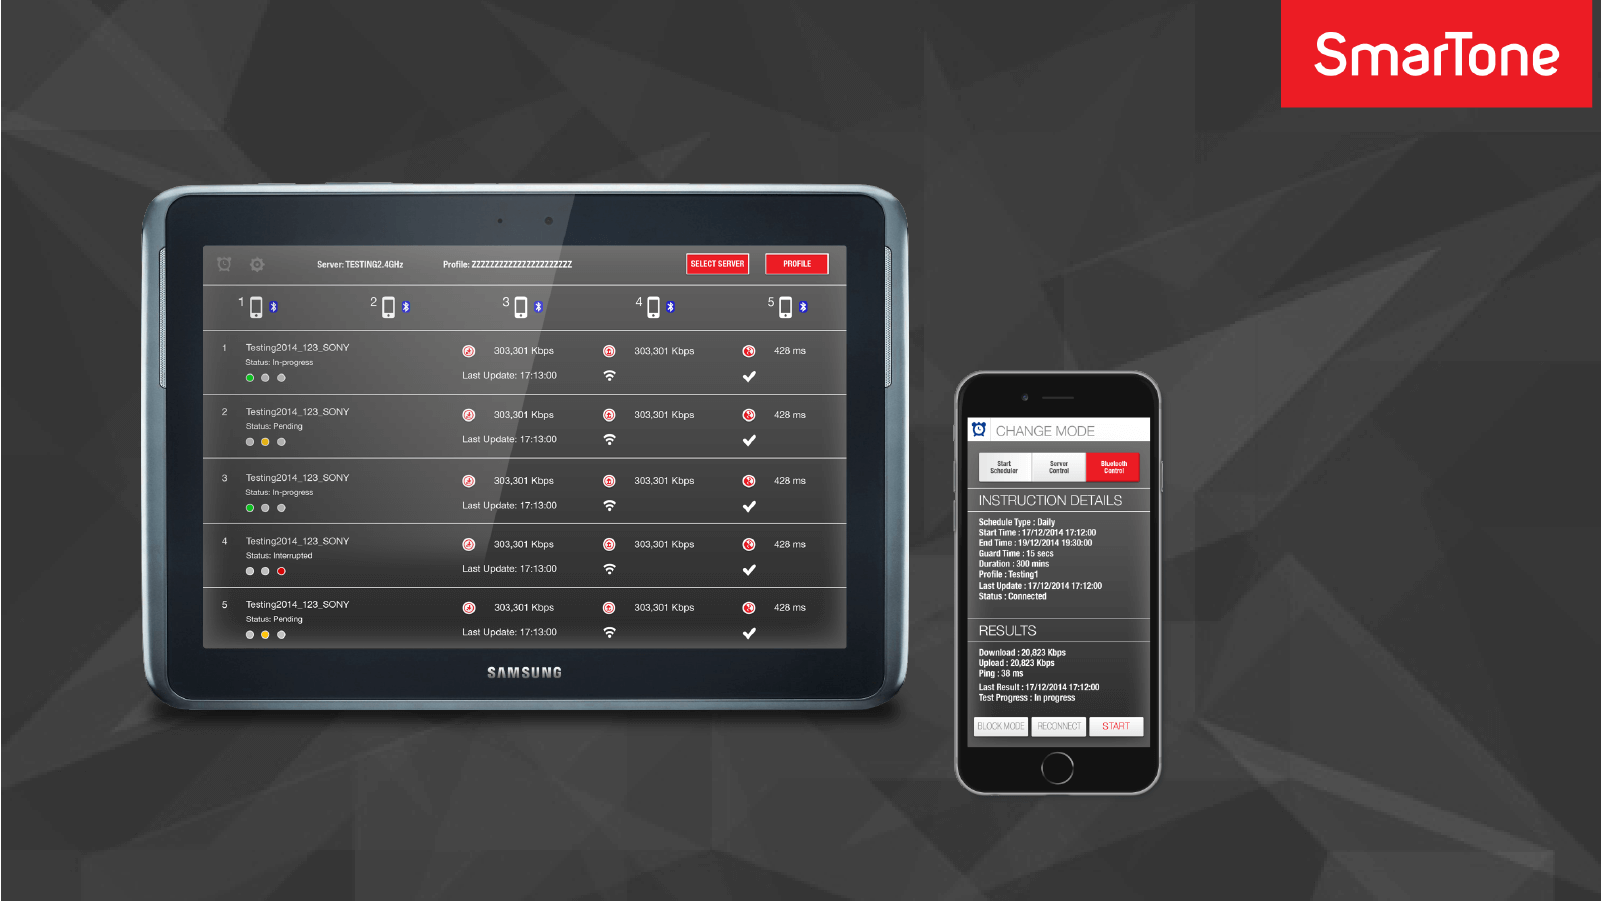 SmarTone
Server: TESTING2.4GHz Profile: ZZZZZZZZZZZZZZZZZZZZZZ SELECT SERVER PROFILE
1 2 3 4 5
1 Testing2014_123_SONY 303,301 Kbps 303,301 Kbps 428 ms
Status: In-progress
Last Update: 17:13:00
2 Testing2014_123_SONY 303,301 Kbps 303,301 Kbps 428 ms
Status: Pending
Last Update: 17:13:00
3 Testing2014_123_SONY 303,301 Kbps 303,301 Kbps 428 ms
Status: In-progress
Last Update: 17:13:00
4 Testing2014_123_SONY 303,301 Kbps 303,301 Kbps 428 ms
Status: Interrupted
Last Update: 17:13:00
5 Testing2014_123_SONY 303,301 Kbps 303,301 Kbps 428 ms
Status: Pending
Last Update: 17:13:00
SAMSUNG
CHANGE MODE
Start Scheduler
Server Control
Bluetooth Control
INSTRUCTION DETAILS
Schedule Type : Daily
Start Time : 17/12/2014 17:12:00
End Time : 19/12/2014 19:30:00
Guard Time : 15 secs
Duration : 300 mins
Profile : Testing1
Last Update : 17/12/2014 17:12:00
Status : Connected
RESULTS
Download : 20,823 Kbps
Upload : 20,823 Kbps
Ping : 38 ms
Last Result : 17/12/2014 17:12:00
Test Progress : In progress
BLOCK MODE RECONNECT START